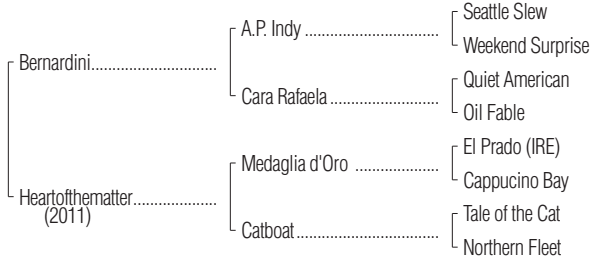 Seattle Slew
A.P. Indy ..............................
Weekend Surprise
Bernardini............................
Quiet American
Cara Rafaela ........................
Oil Fable
El Prado (IRE)
Medaglia d'Oro ..................
Cappucino Bay
Heartofthematter..................
(2011)
Tale of the Cat
Catboat................................
Northern Fleet